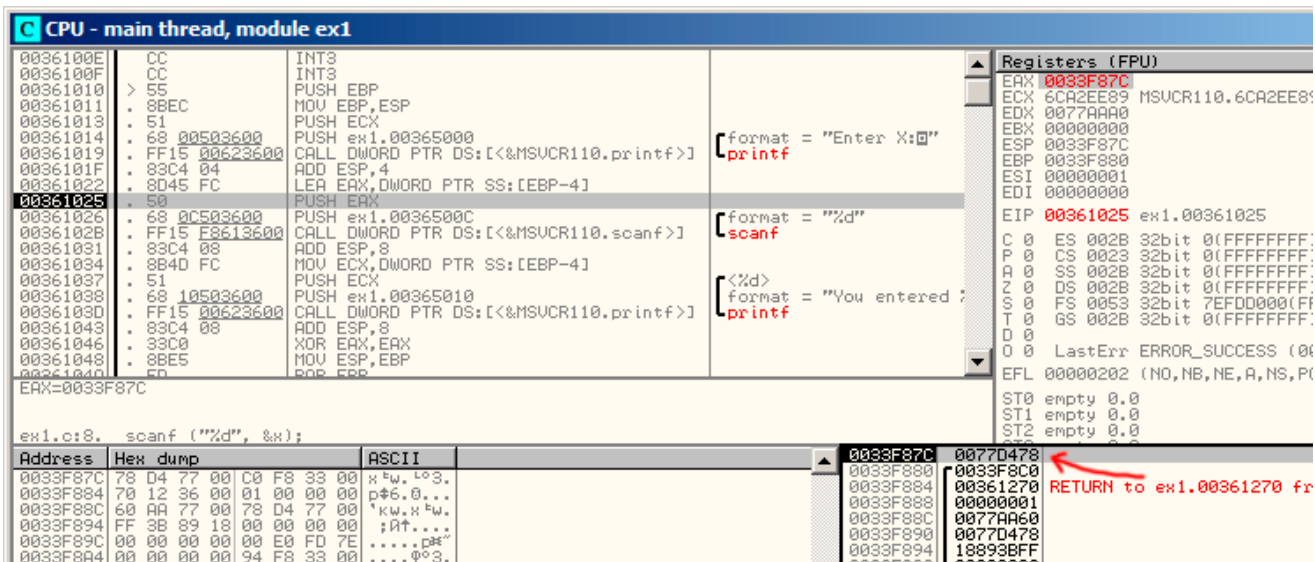 C CPU - main thread, module ex1
0036100E CC INT3
0036100F CC INT3
00361010 > 55 PUSH EBP
00361011 . 8BEC MOV EBP,ESP
00361013 . 51 PUSH ECX
00361014 . 68 00503600 PUSH ex1.00365000 format = "Enter X:"
00361019 . FF15 00623600 CALL DWORD PTR DS:[<&MSVCR110.printf>] printf
0036101F . 83C4 04 ADD ESP,4
00361022 . 8D45 FC LEA EAX,DWORD PTR SS:[EBP-4]
00361025 . 50 PUSH EAX
00361026 . 68 0C503600 PUSH ex1.0036500C format = "%d"
0036102B . FF15 F8613600 CALL DWORD PTR DS:[<&MSVCR110.scanf>] scanf
00361031 . 83C4 08 ADD ESP,8
00361034 . 8B4D FC MOV ECX,DWORD PTR SS:[EBP-4]
00361037 . 51 PUSH ECX <%d>
00361038 . 68 10503600 PUSH ex1.00365010 format = "You entered
0036103D . FF15 00623600 CALL DWORD PTR DS:[<&MSVCR110.printf>] printf
00361043 . 83C4 08 ADD ESP,8
00361046 . 33C0 XOR EAX,EAX
00361048 . 8BE5 MOV ESP,EBP
EAX=0033F87C
ex1.c:8. scanf ("%d", &x);
Registers (FPU)
EAX 0033F87C
ECX 6CA2EE89 MSVCR110.6CA2EE89
EDX 0077AAA0
EBX 00000000
ESP 0033F87C
EBP 0033F880
ESI 00000001
EDI 00000000
EIP 00361025 ex1.00361025
C 0 ES 002B 32bit 0(FFFFFFFF
P 0 CS 0023 32bit 0(FFFFFFFF
A 0 SS 002B 32bit 0(FFFFFFFF
Z 0 DS 002B 32bit 0(FFFFFFFF
S 0 FS 0053 32bit 7EFDD000(FF
T 0 GS 002B 32bit 0(FFFFFFFF
D 0
O 0 LastErr ERROR_SUCCESS (00
EFL 00000202 (NO,NB,NE,A,NS,PO
ST0 empty 0.0
ST1 empty 0.0
ST2 empty 0.0
Address Hex dump ASCII
0033F87C 78 D4 77 00 C0 F8 33 00
0033F884 70 12 36 00 01 00 00 00
0033F88C 60 AA 77 00 78 D4 77 00
0033F894 FF 3B 89 18 00 00 00 00
0033F89C 00 00 00 00 00 E0 FD 7E
0033F8A4 00 00 00 00 94 F8 33 00
0033F87C 0077D478
0033F880 0033F8C0
0033F884 00361270 RETURN to ex1.00361270 fr
0033F888 00000001
0033F88C 0077AA60
0033F890 0077D478
0033F894 18893BFF